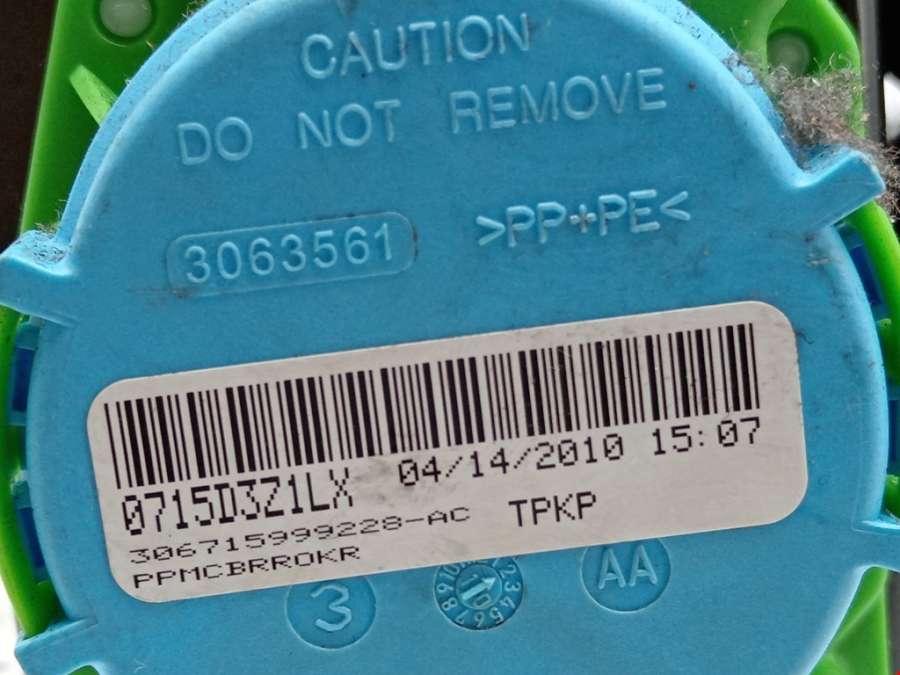 CAUTION
DO NOT REMOVE
3063561 >PP+PE<
0715D3Z1LX 04/14/2010 15:07
306715999228-AC TPKP
PPMCBRROKR
3 AA